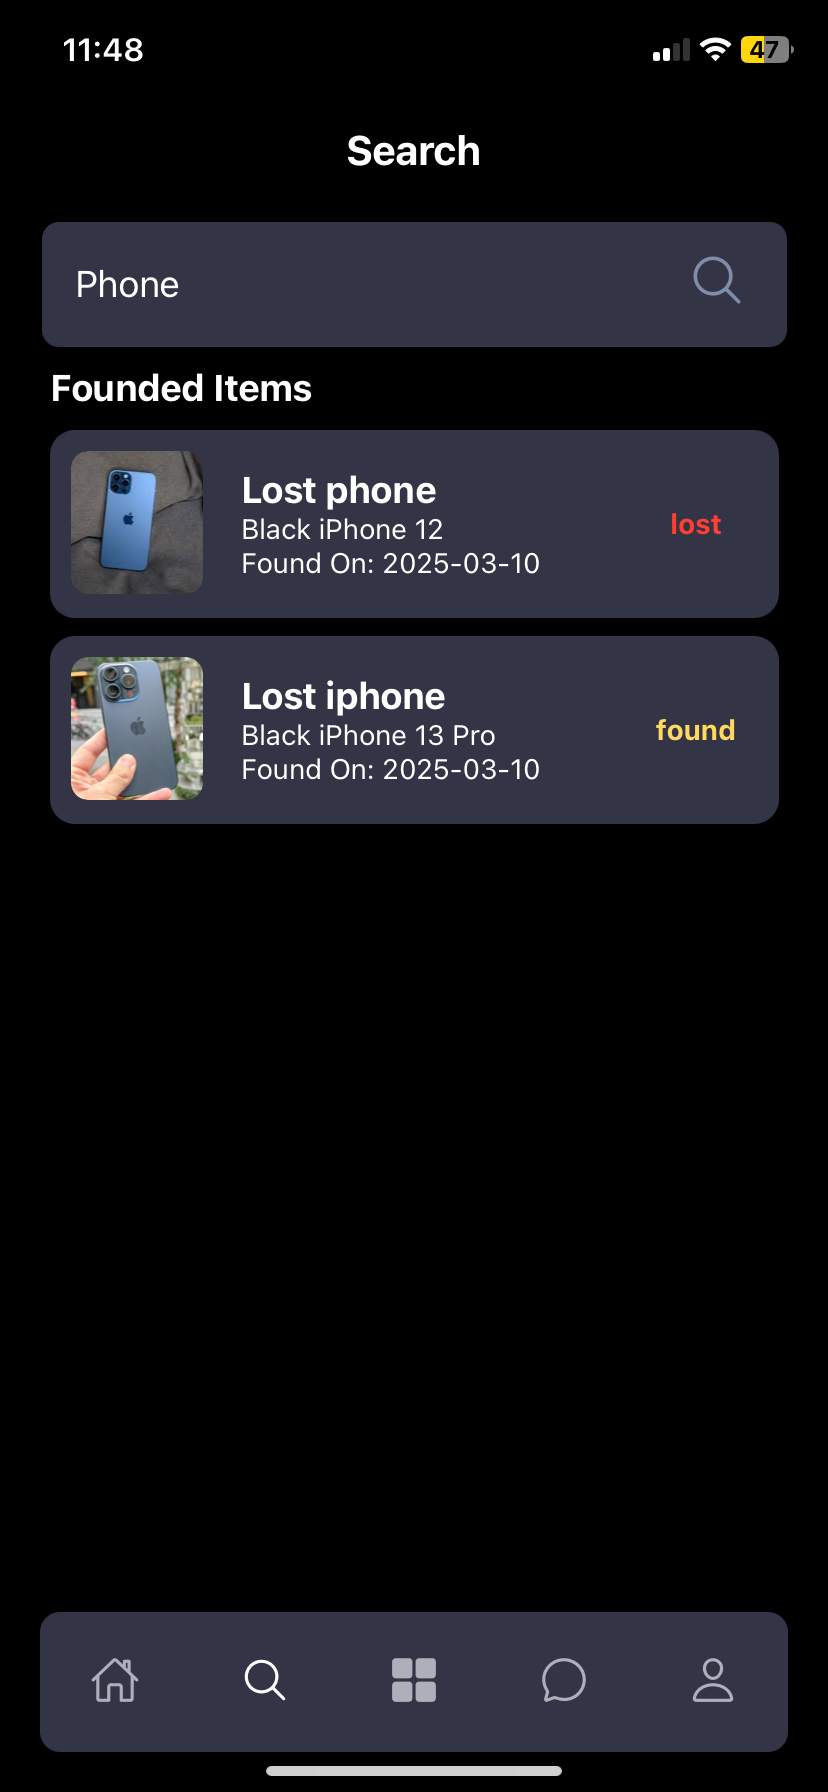 11:48
47
Search
Phone
Founded Items
Lost phone
Black iPhone 12
Found On: 2025-03-10
lost
Lost iphone
Black iPhone 13 Pro
Found On: 2025-03-10
found